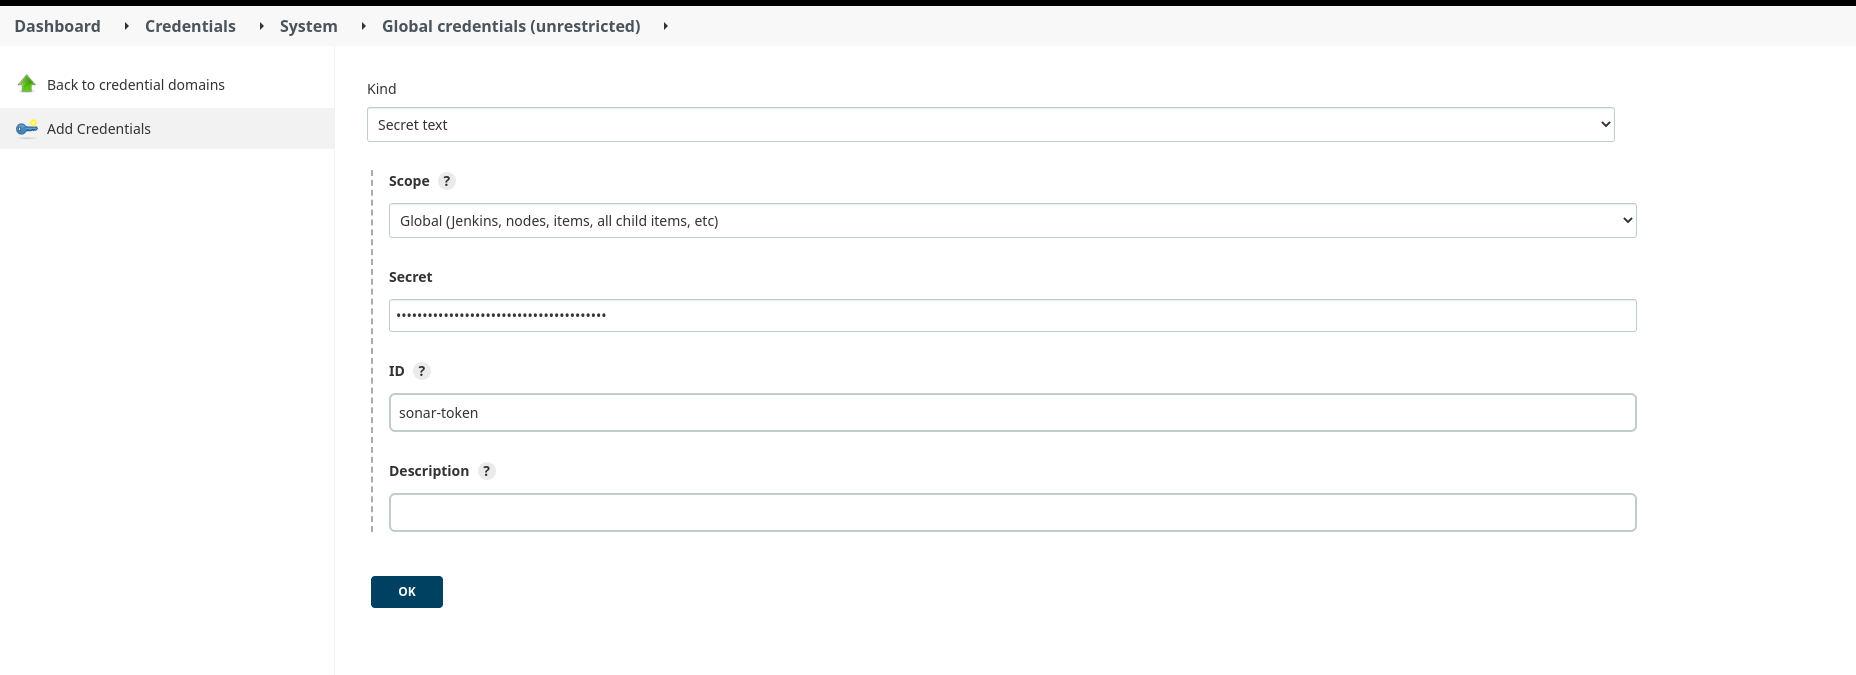 Dashboard Credentials System Global credentials (unrestricted)
Back to credential domains
Add Credentials
Kind
Secret text
Scope ?
Global (Jenkins, nodes, items, all child items, etc)
Secret
••••••••••••••••••••••••••••••••••••••••
ID ?
sonar-token
Description ?
OK